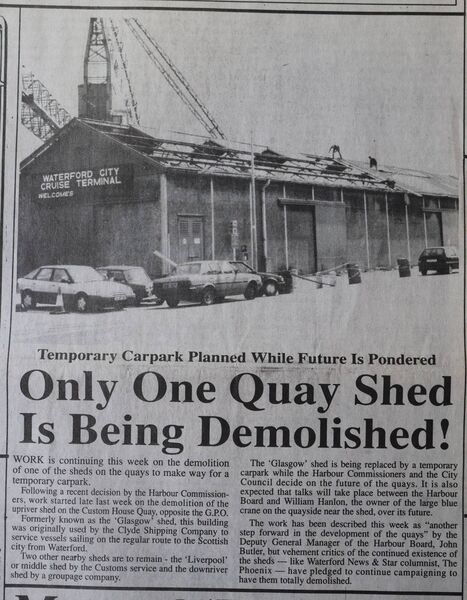 WATERFORD CITY
CRUISE TERMINAL
WELCOMES
Temporary Carpark Planned While Future Is Pondered
Only One Quay Shed
Is Being Demolished!
WORK is continuing this week on the demolition
of one of the sheds on the quays to make way for a
temporary carpark.
Following a recent decision by the Harbour Commission-
ers, work started late last week on the demolition of the
upriver shed on the Custom House Quay, opposite the G.P.O.
Formerly known as the 'Glasgow' shed, this building
was originally used by the Clyde Shipping Company to
service vessels sailing on the regular route to the Scottish
city from Waterford.
Two other nearby sheds are to remain - the 'Liverpool'
or middle shed by the Customs service and the downriver
shed by a groupage company.
The 'Glasgow' shed is being replaced by a temporary
carpark while the Harbour Commissioners and the City
Council decide on the future of the quays. It is also
expected that talks will take place between the Harbour
Board and William Hanlon, the owner of the large blue
crane on the quayside near the shed, over its future.
The work has been described this week as "another
step forward in the development of the quays" by the
Deputy General Manager of the Harbour Board, John
Butler, but vehement critics of the continued existence of
the sheds — like Waterford News & Star columnist, The
Phoenix — have pledged to continue campaigning to
have them totally demolished.